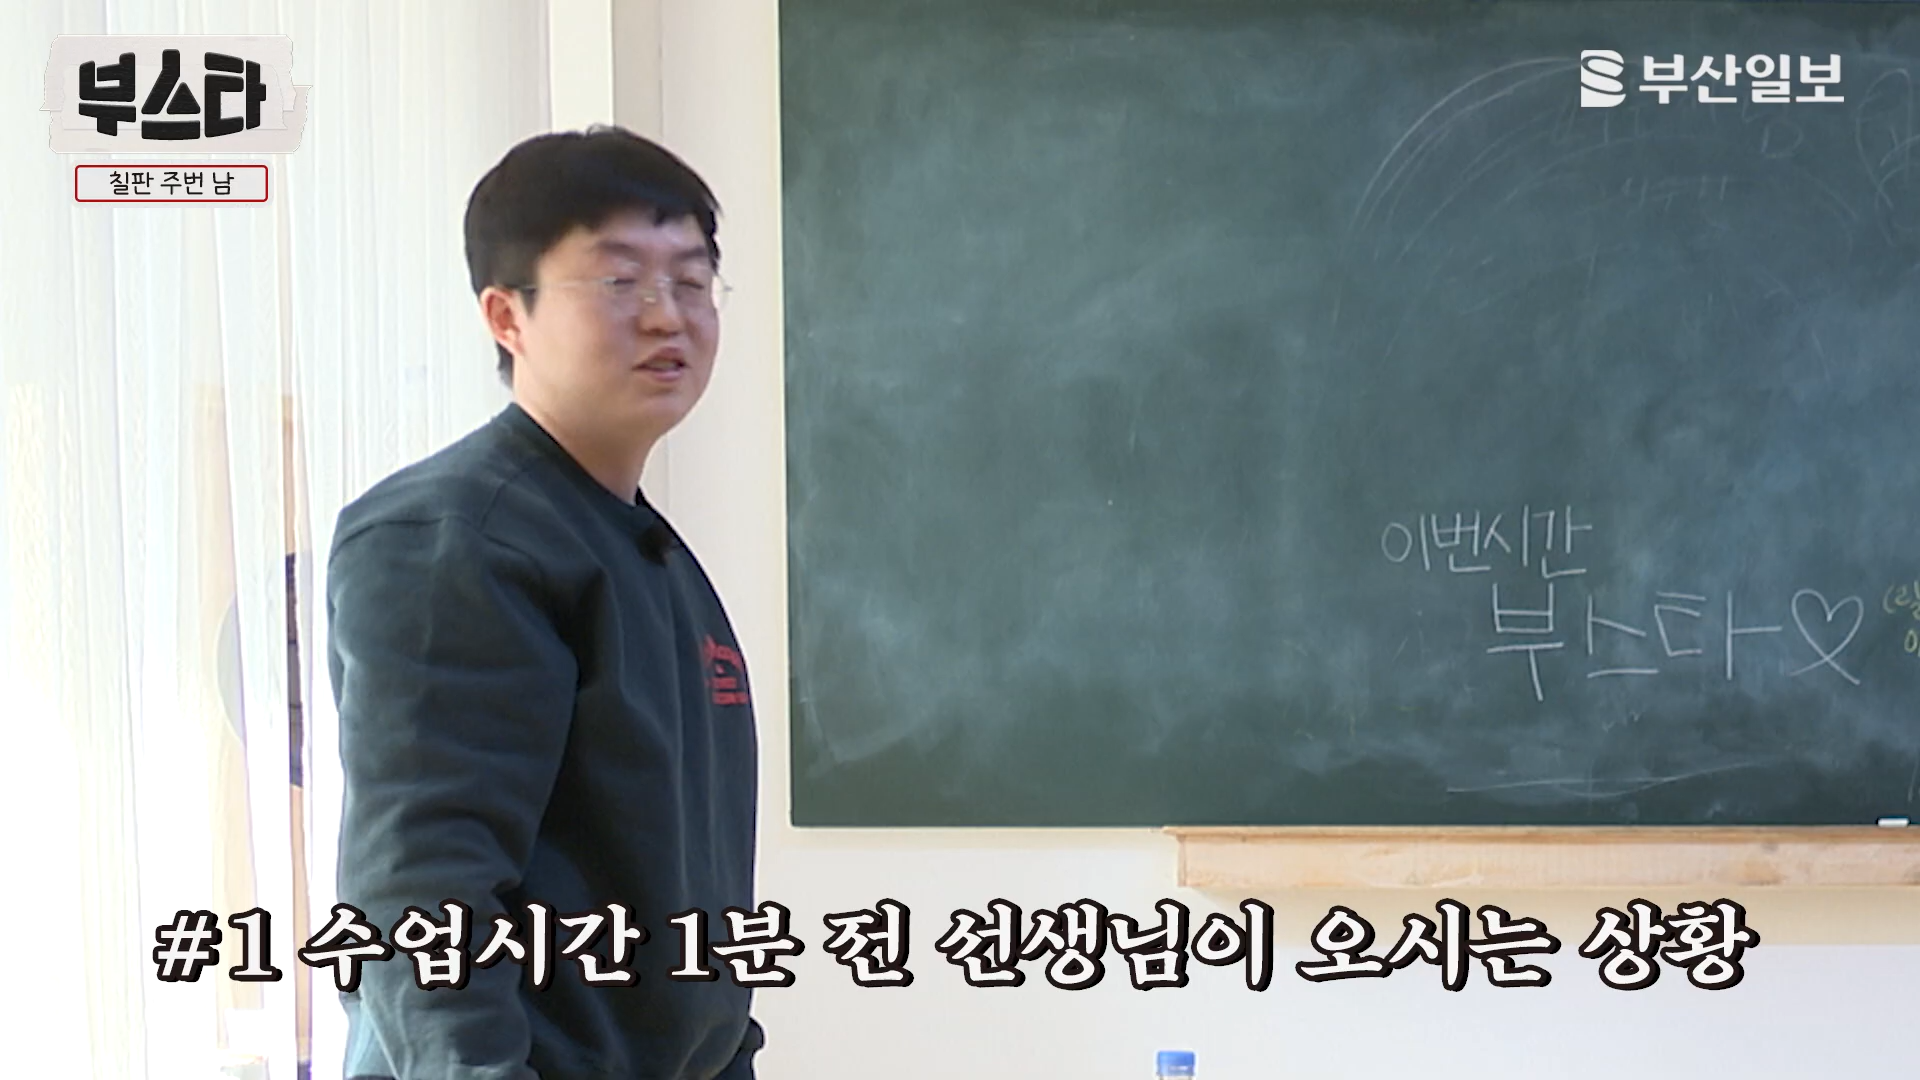 부스타
칠판 주번 남
부산일보
이번시간
부스타♡
#1 수업시간 1분 전 선생님이 오시는 상황